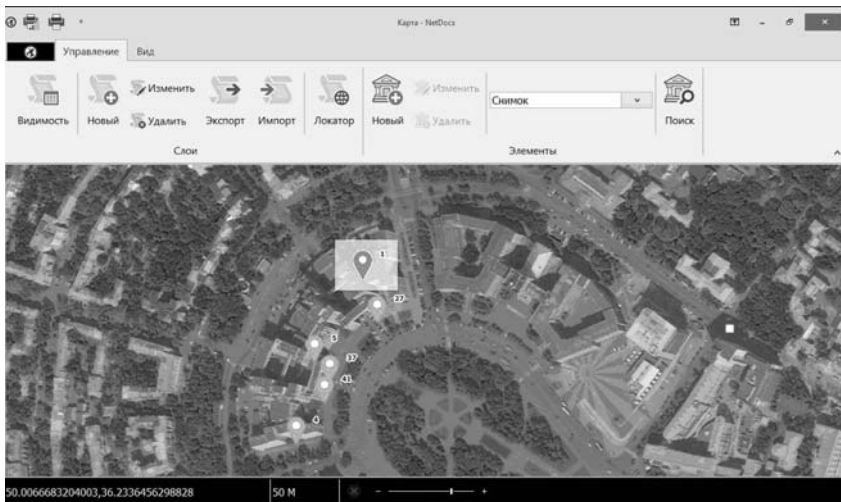 Карта - NetDocs
Управление Вид
Видимость Новый Изменить Удалить Экспорт Импорт Локатор Новый Изменить Удалить Снимок Поиск
Слои Элементы
1
27
5
37
41
4
50.0066683204003,36.2336456298828 50 M - +